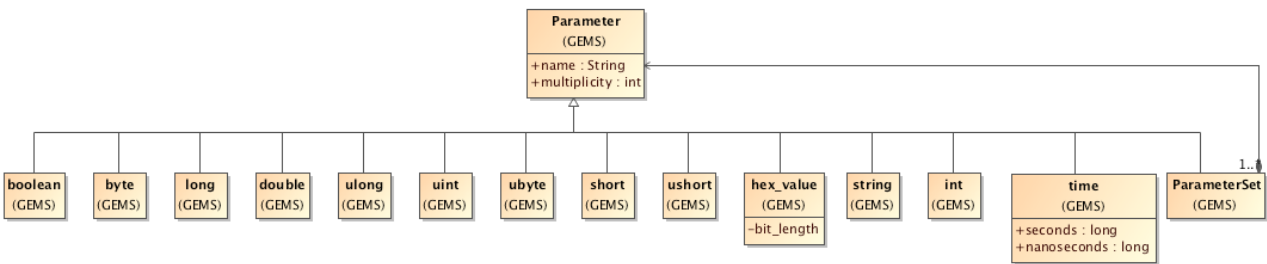 Parameter
(GEMS)
+name : String
+multiplicity : int
1..*
boolean
(GEMS)
byte
(GEMS)
long
(GEMS)
double
(GEMS)
ulong
(GEMS)
uint
(GEMS)
ubyte
(GEMS)
short
(GEMS)
ushort
(GEMS)
hex_value
(GEMS)
-bit_length
string
(GEMS)
int
(GEMS)
time
(GEMS)
+seconds : long
+nanoseconds : long
ParameterSet
(GEMS)